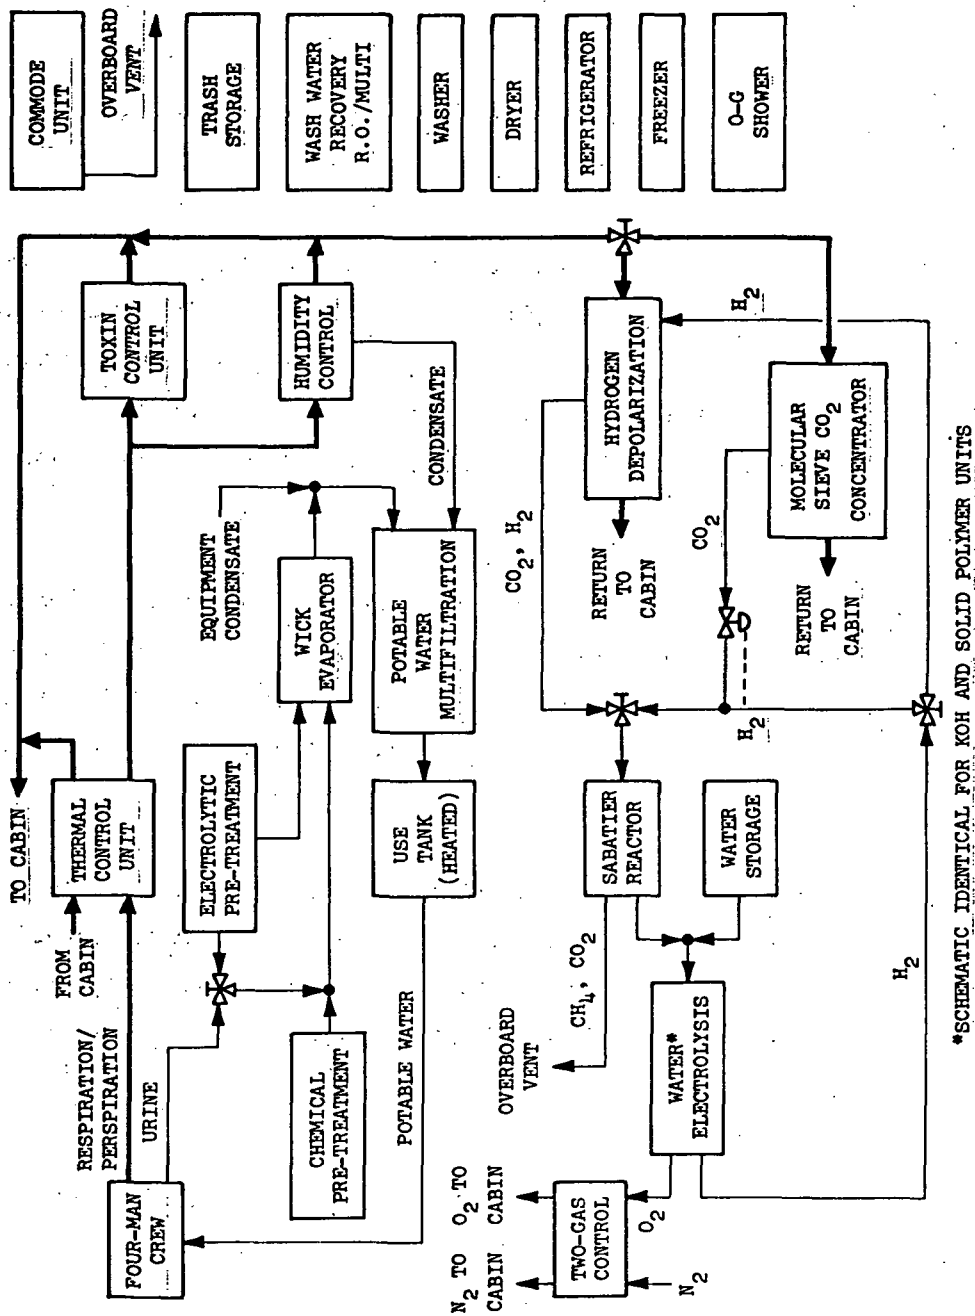 COMMODE
UNIT
OVERBOARD
VENT
TRASH
STORAGE
WASH WATER
RECOVERY
R.O./MULTI
WASHER
DRYER
REFRIGERATOR
FREEZER
O-G
SHOWER
TO CABIN
THERMAL
CONTROL
UNIT
FROM
CABIN
TOXIN
CONTROL
UNIT
HUMIDITY
CONTROL
RESPIRATION/
PERSPIRATION
URINE
FOUR-MAN
CREW
ELECTROLYTIC
PRE-TREATMENT
CHEMICAL
PRE-TREATMENT
EQUIPMENT
CONDENSATE
WICK
EVAPORATOR
CONDENSATE
POTABLE
WATER
MULTIFILTRATION
USE
TANK
(HEATED)
POTABLE WATER
HYDROGEN
DEPOLARIZATION
H2
CO2, H2
RETURN
TO
CABIN
MOLECULAR
SIEVE CO2
CONCENTRATOR
CO2
RETURN
TO
CABIN
H2
SABATIER
REACTOR
WATER
STORAGE
CH4, CO2
OVERBOARD
VENT
WATER*
ELECTROLYSIS
H2
N2 TO
CABIN
O2 TO
CABIN
TWO-GAS
CONTROL
O2
N2
*SCHEMATIC IDENTICAL FOR KOH AND SOLID POLYMER UNITS